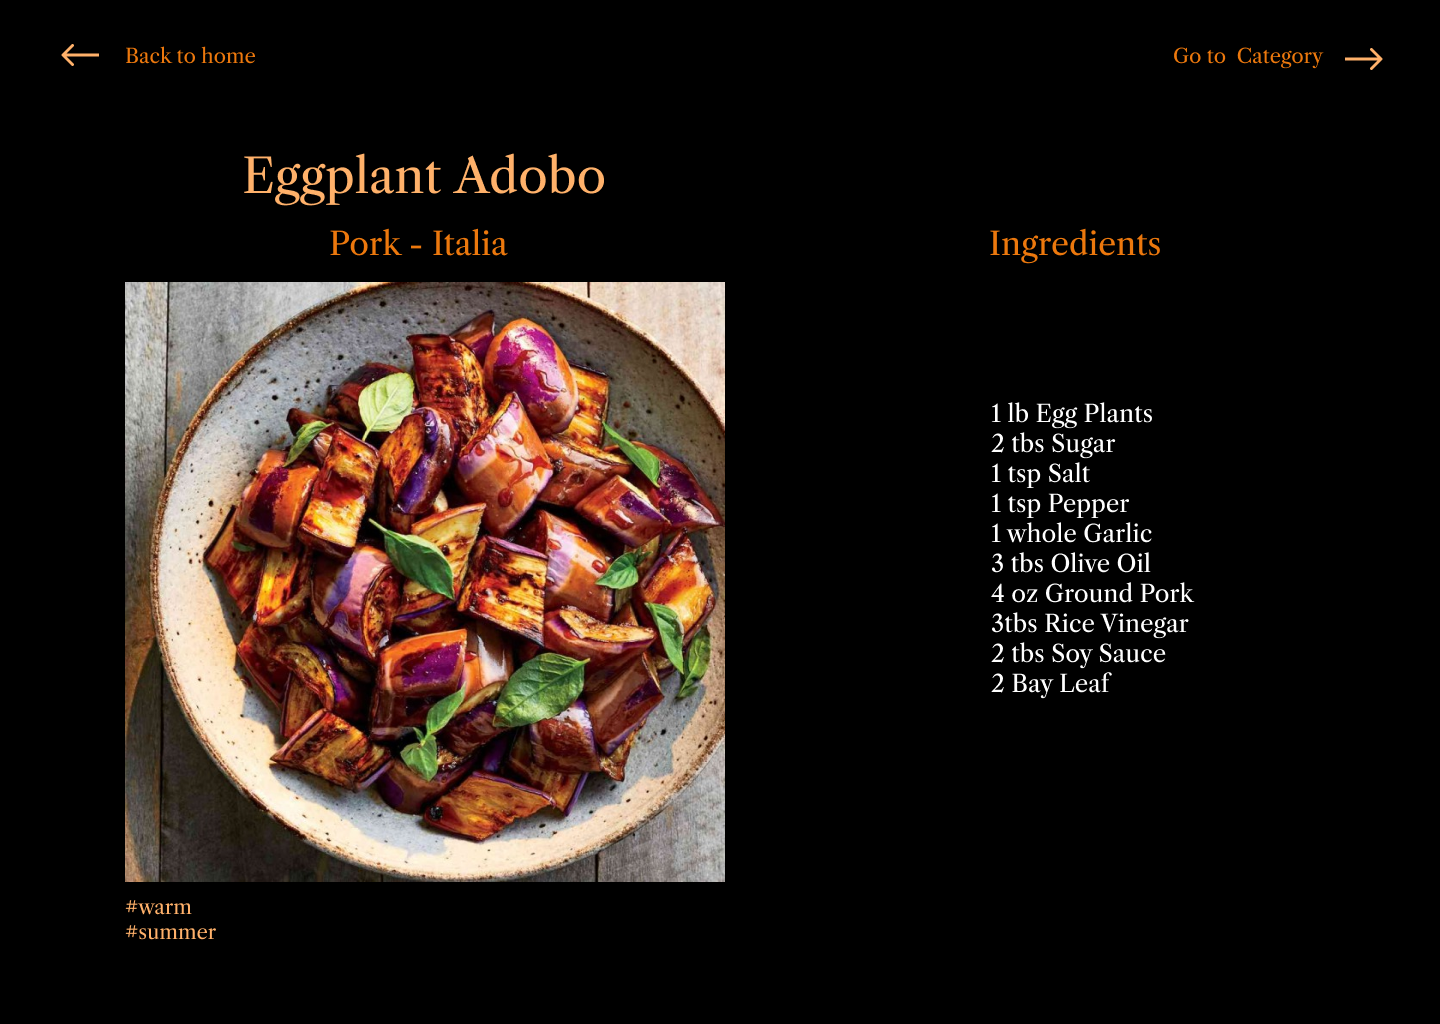 Back to home
Go to Category
Eggplant Adobo
Pork - Italia
Ingredients
1 lb Egg Plants
2 tbs Sugar
1 tsp Salt
1 tsp Pepper
1 whole Garlic
3 tbs Olive Oil
4 oz Ground Pork
3tbs Rice Vinegar
2 tbs Soy Sauce
2 Bay Leaf
#warm
#summer